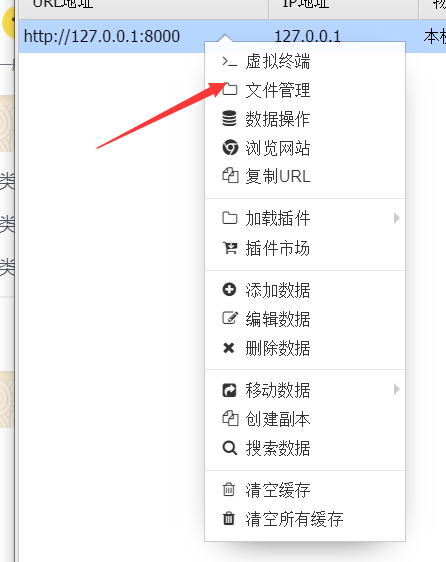 URL地址 IP地址 物
http://127.0.0.1:8000 127.0.0.1 本
虚拟终端
文件管理
数据操作
浏览网站
复制URL
类
加载插件
类
插件市场
类
添加数据
编辑数据
删除数据
移动数据
创建副本
搜索数据
清空缓存
清空所有缓存